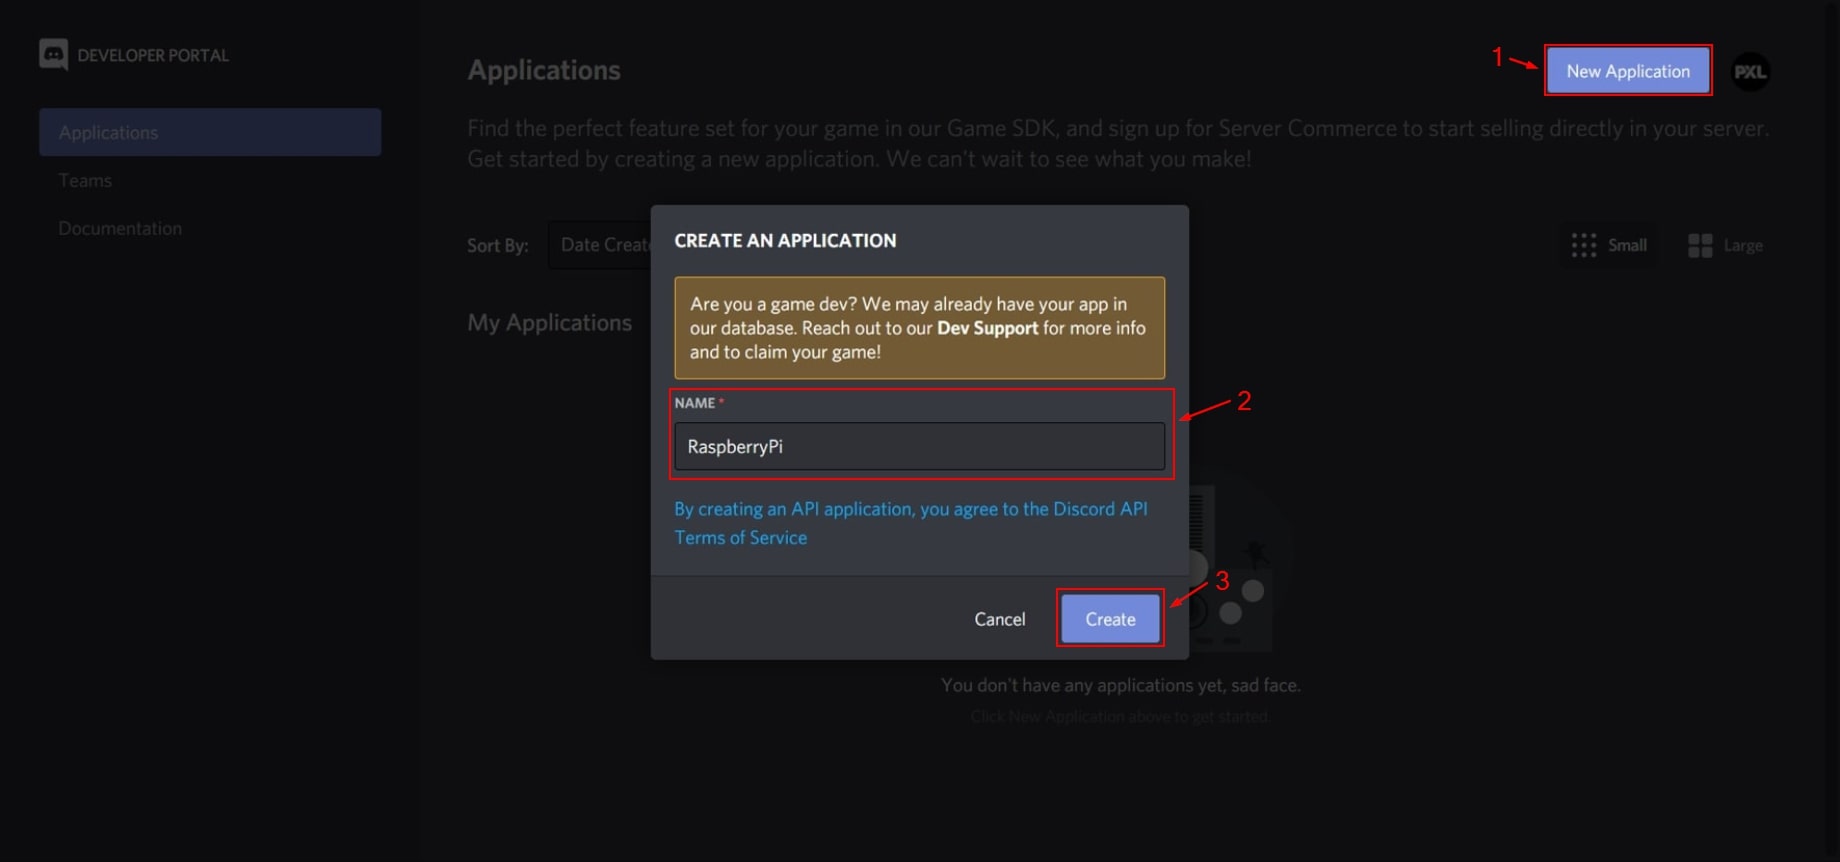 DEVELOPER PORTAL
Applications
Teams
Documentation
Applications
1
New Application
PXL
Find the perfect feature set for your game in our Game SDK, and sign up for Server Commerce to start selling directly in your server.
Get started by creating a new application. We can't wait to see what you make!
Sort By:
Date Create
Small
Large
My Applications
CREATE AN APPLICATION
Are you a game dev? We may already have your app in
our database. Reach out to our Dev Support for more info
and to claim your game!
NAME *
2
RaspberryPi
By creating an API application, you agree to the Discord API
Terms of Service
3
Cancel
Create
You don't have any applications yet, sad face.
Click New Application above to get started